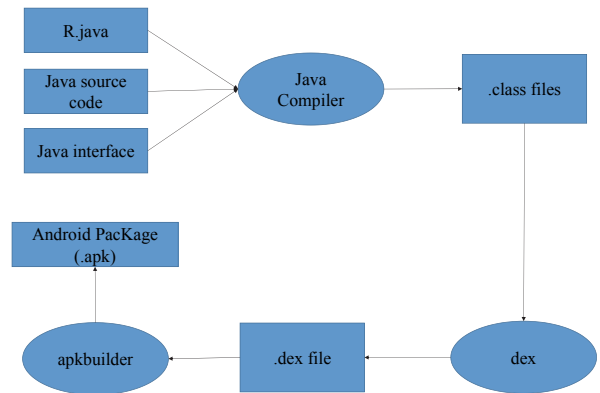 R.java
Java source
code
Java interface
Java
Compiler
.class files
Android PacKage
(.apk)
apkbuilder
.dex file
dex